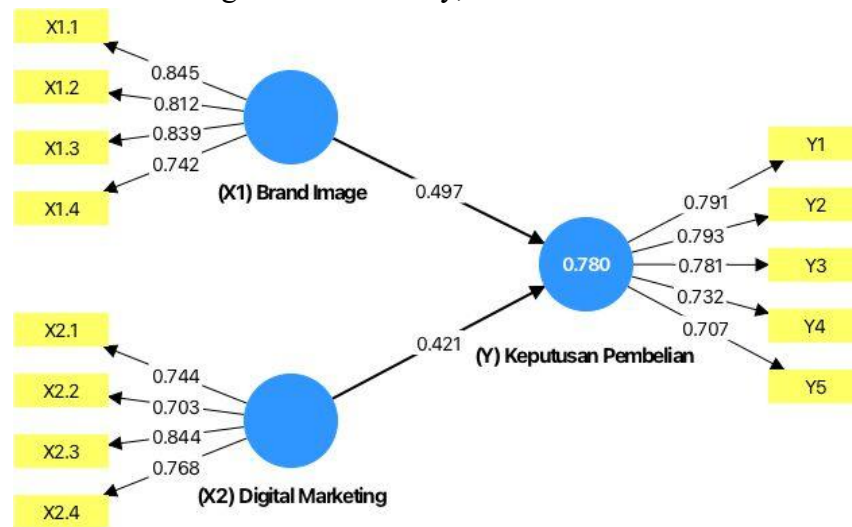 X1.1
0.845
X1.2
0.812
X1.3
0.839
X1.4
0.742
(X1) Brand Image
0.497
X2.1
0.744
X2.2
0.703
X2.3
0.844
X2.4
0.768
(X2) Digital Marketing
0.421
0.780
(Y) Keputusan Pembelian
Y1
0.791
Y2
0.793
Y3
0.781
Y4
0.732
Y5
0.707